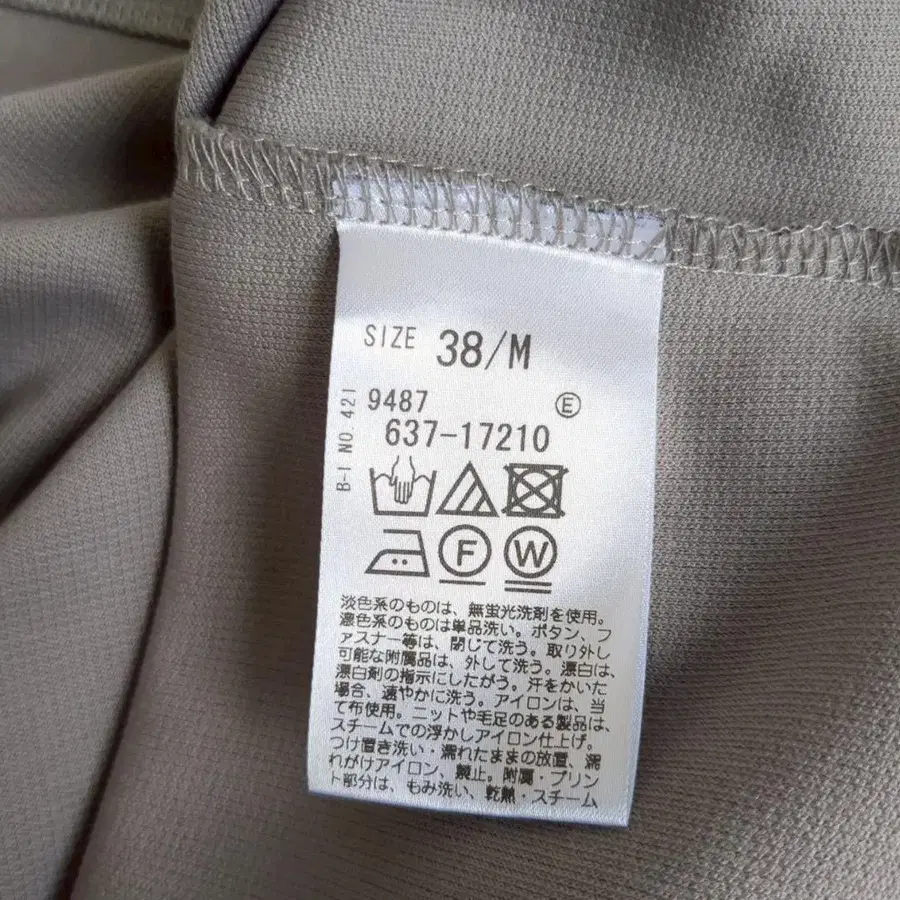 SIZE 38/M
B-I NO.421
9487 Ⓔ
637-17210
F W
淡色系のものは、無蛍光洗剤を使用。
濃色系のものは単品洗い。ボタン、フ
ァスナー等は、閉じて洗う。取り外し
可能な附属品は、外して洗う。漂白は、
漂白剤の指示にしたがう。汗をかいた
場合、速やかに洗う。アイロンは、当
て布使用。ニットや毛足のある製品は、
スチームでの浮かしアイロン仕上げ。
つけ置き洗い・濡れたままの放置、濡
れがけアイロン、禁止。附属・プリン
ト部分は、もみ洗い、乾熱・スチーム